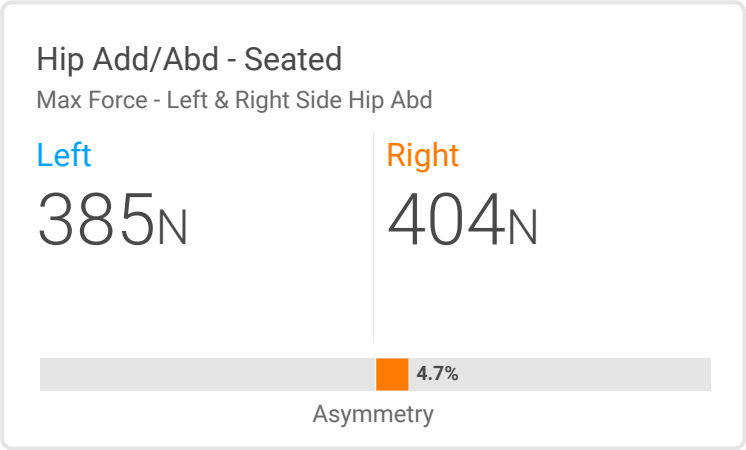 Hip Add/Abd - Seated
Max Force - Left & Right Side Hip Abd
Left
385N
Right
404N
4.7%
Asymmetry